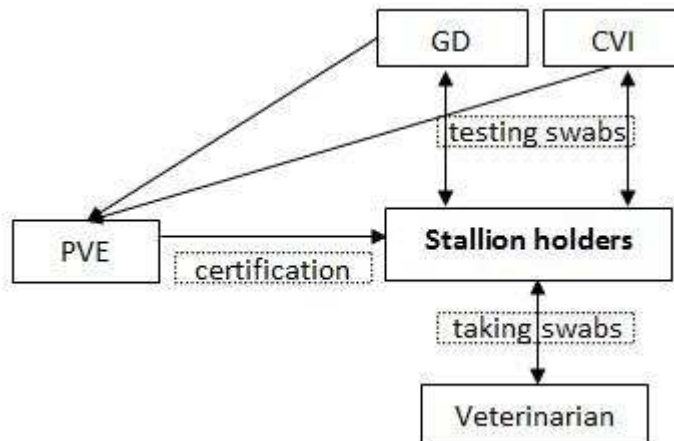 GD
CVI
testing swabs
PVE
Stallion holders
certification
taking swabs
Veterinarian